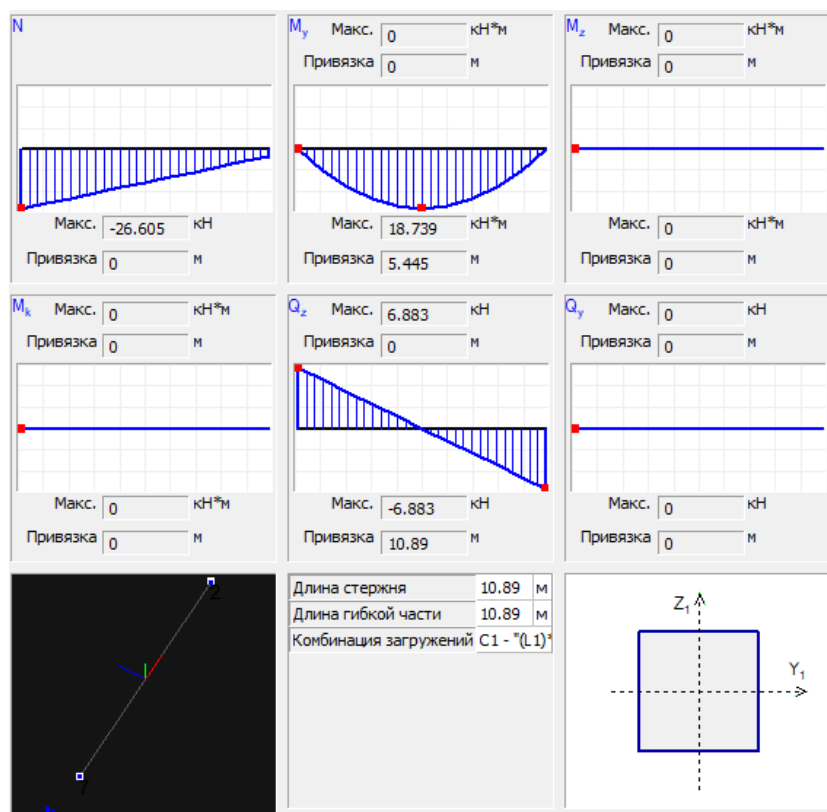 N
Макс. -26.605 кН
Привязка 0 м
My Макс. 0 кН*м
Привязка 0 м
Макс. 18.739 кН*м
Привязка 5.445 м
Mz Макс. 0 кН*м
Привязка 0 м
Макс. 0 кН*м
Привязка 0 м
Mk Макс. 0 кН*м
Привязка 0 м
Макс. 0 кН*м
Привязка 0 м
Qz Макс. 6.883 кН
Привязка 0 м
Макс. -6.883 кН
Привязка 10.89 м
Qy Макс. 0 кН
Привязка 0 м
Макс. 0 кН
Привязка 0 м
2
7
Длина стержня 10.89 м
Длина гибкой части 10.89 м
Комбинация загружений C1 - "(L1)*
Z1
Y1